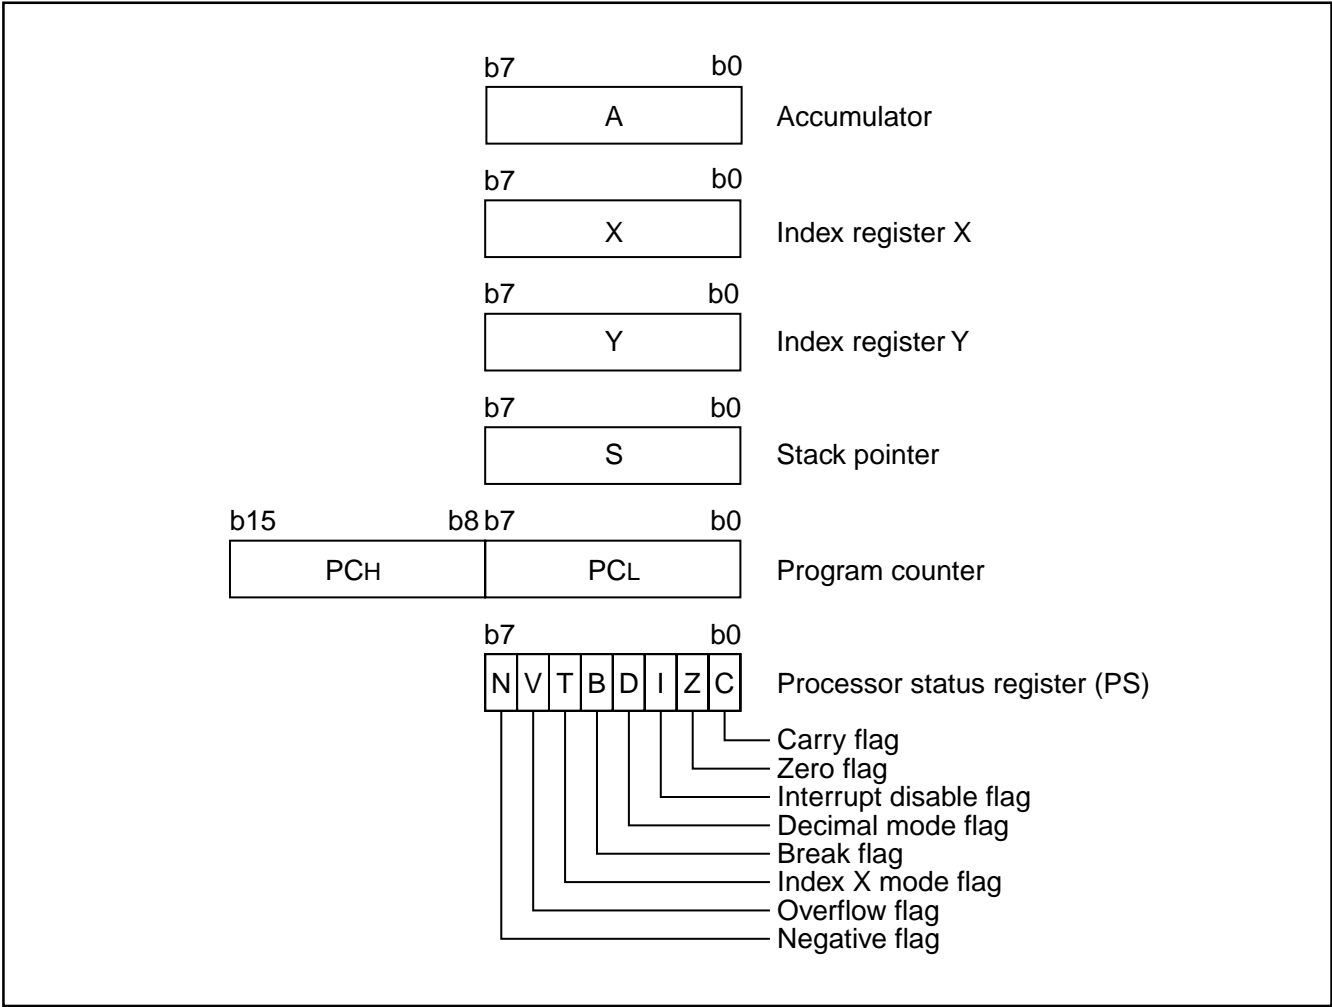 b7 b0
A Accumulator
b7 b0
X Index register X
b7 b0
Y Index register Y
b7 b0
S Stack pointer
b15 b8 b7 b0
PCH PCL Program counter
b7 b0
N V T B D I Z C Processor status register (PS)
Carry flag
Zero flag
Interrupt disable flag
Decimal mode flag
Break flag
Index X mode flag
Overflow flag
Negative flag